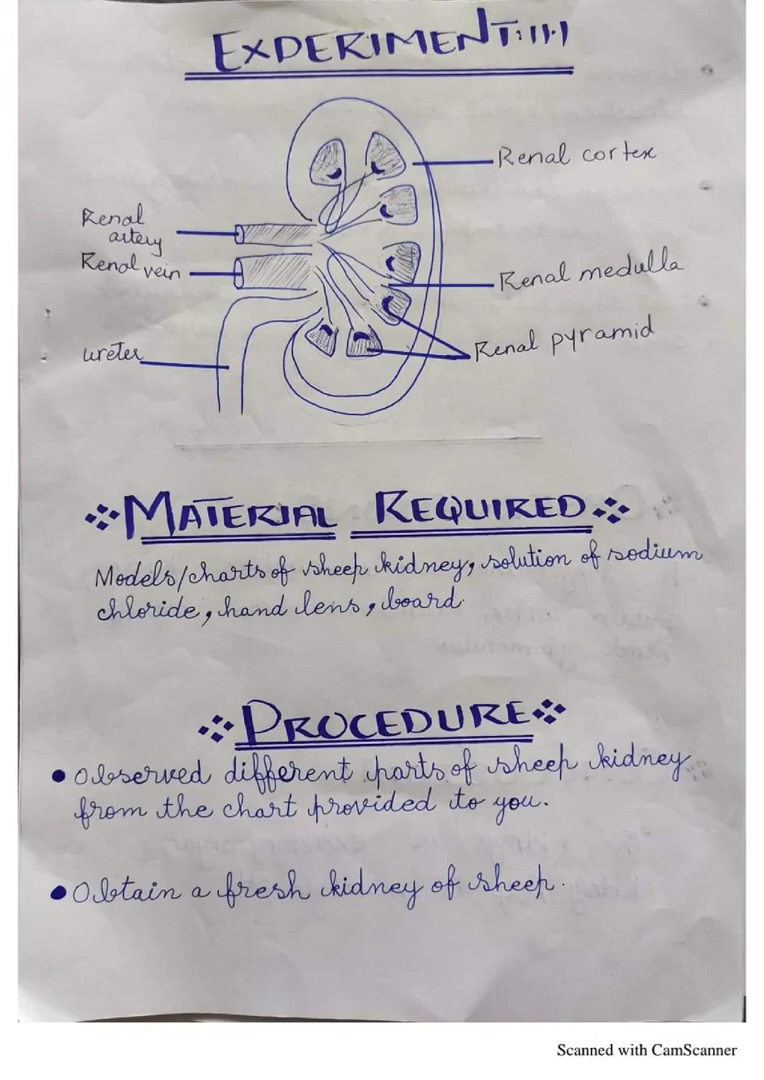 EXPERIMENT:11.1
Renal cortex
Renal
artery
Renal vein
Renal medulla
Renal pyramid
ureter
MATERIAL REQUIRED
Models/charts of sheep kidney, solution of sodium
chloride, hand lens, board.
PROCEDURE
• Observed different parts of sheep kidney
from the chart provided to you.
• Obtain a fresh kidney of sheep.
Scanned with CamScanner